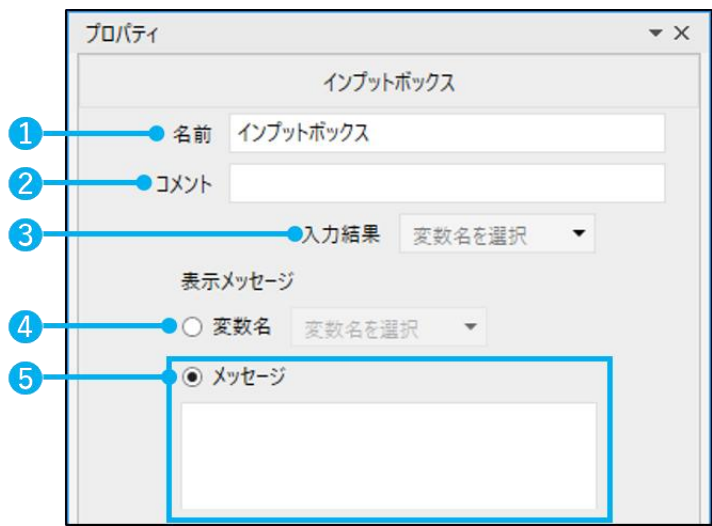 プロパティ
インプットボックス
1 名前 インプットボックス
2 コメント
3 入力結果 変数名を選択
表示メッセージ
4 変数名 変数名を選択
5 メッセージ